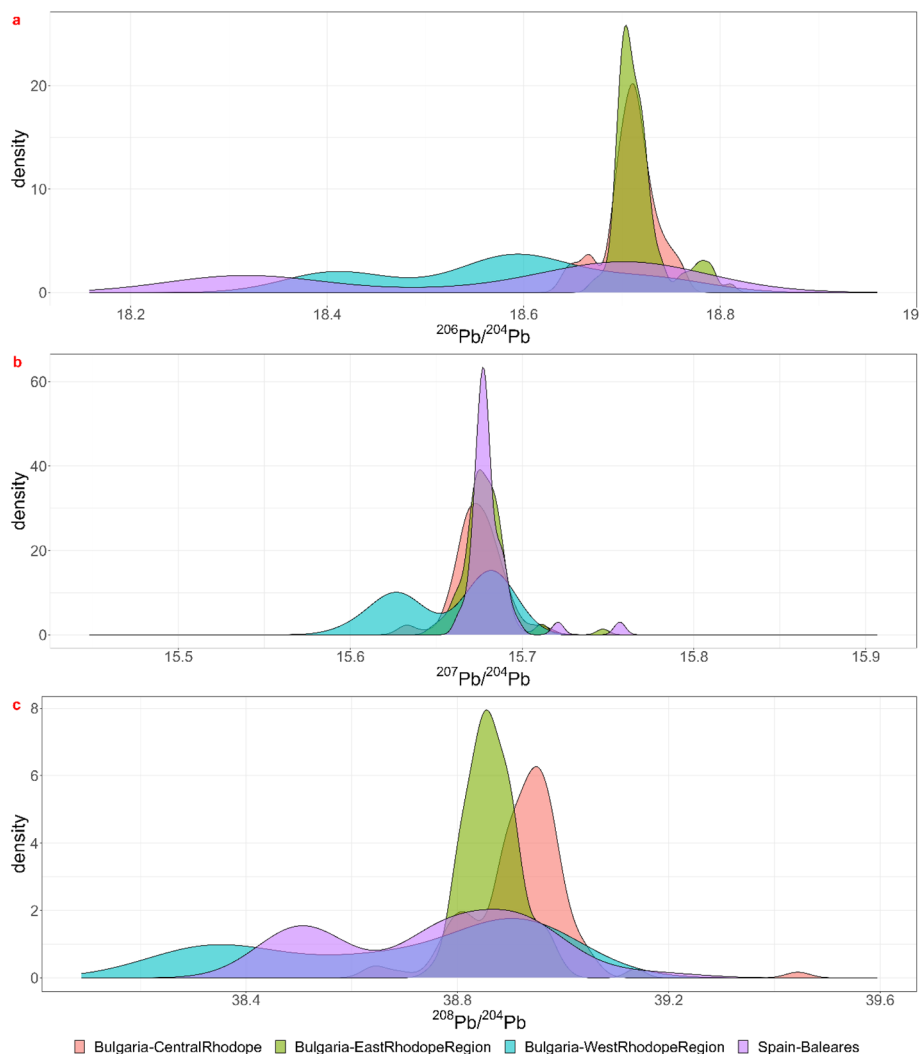 a
density
20
10
0
18.2 18.4 18.6 18.8 19
²⁰⁶Pb/²⁰⁴Pb
b
density
60
40
20
0
15.5 15.6 15.7 15.8 15.9
²⁰⁷Pb/²⁰⁴Pb
c
density
8
6
4
2
0
38.4 38.8 39.2 39.6
²⁰⁸Pb/²⁰⁴Pb
Bulgaria-CentralRhodope Bulgaria-EastRhodopeRegion Bulgaria-WestRhodopeRegion Spain-Baleares